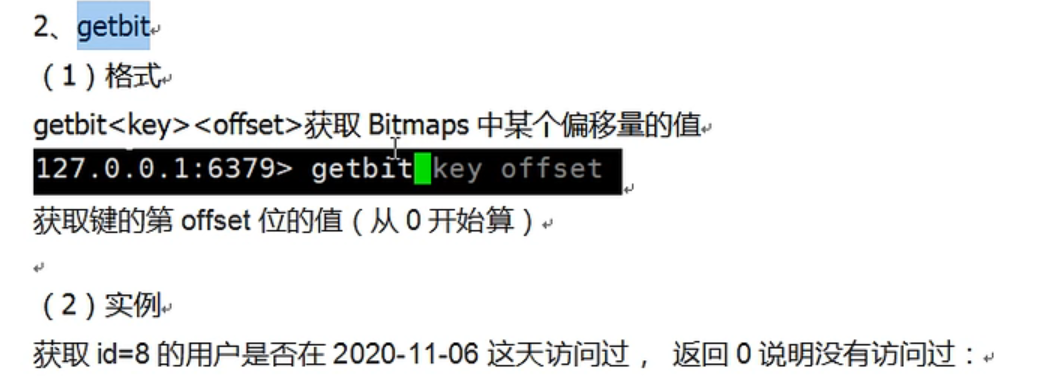 2、getbit
（1）格式
getbit<key><offset>获取 Bitmaps 中某个偏移量的值
127.0.0.1:6379> getbit key offset
获取键的第 offset 位的值（从 0 开始算）
（2）实例
获取 id=8 的用户是否在 2020-11-06 这天访问过， 返回 0 说明没有访问过：